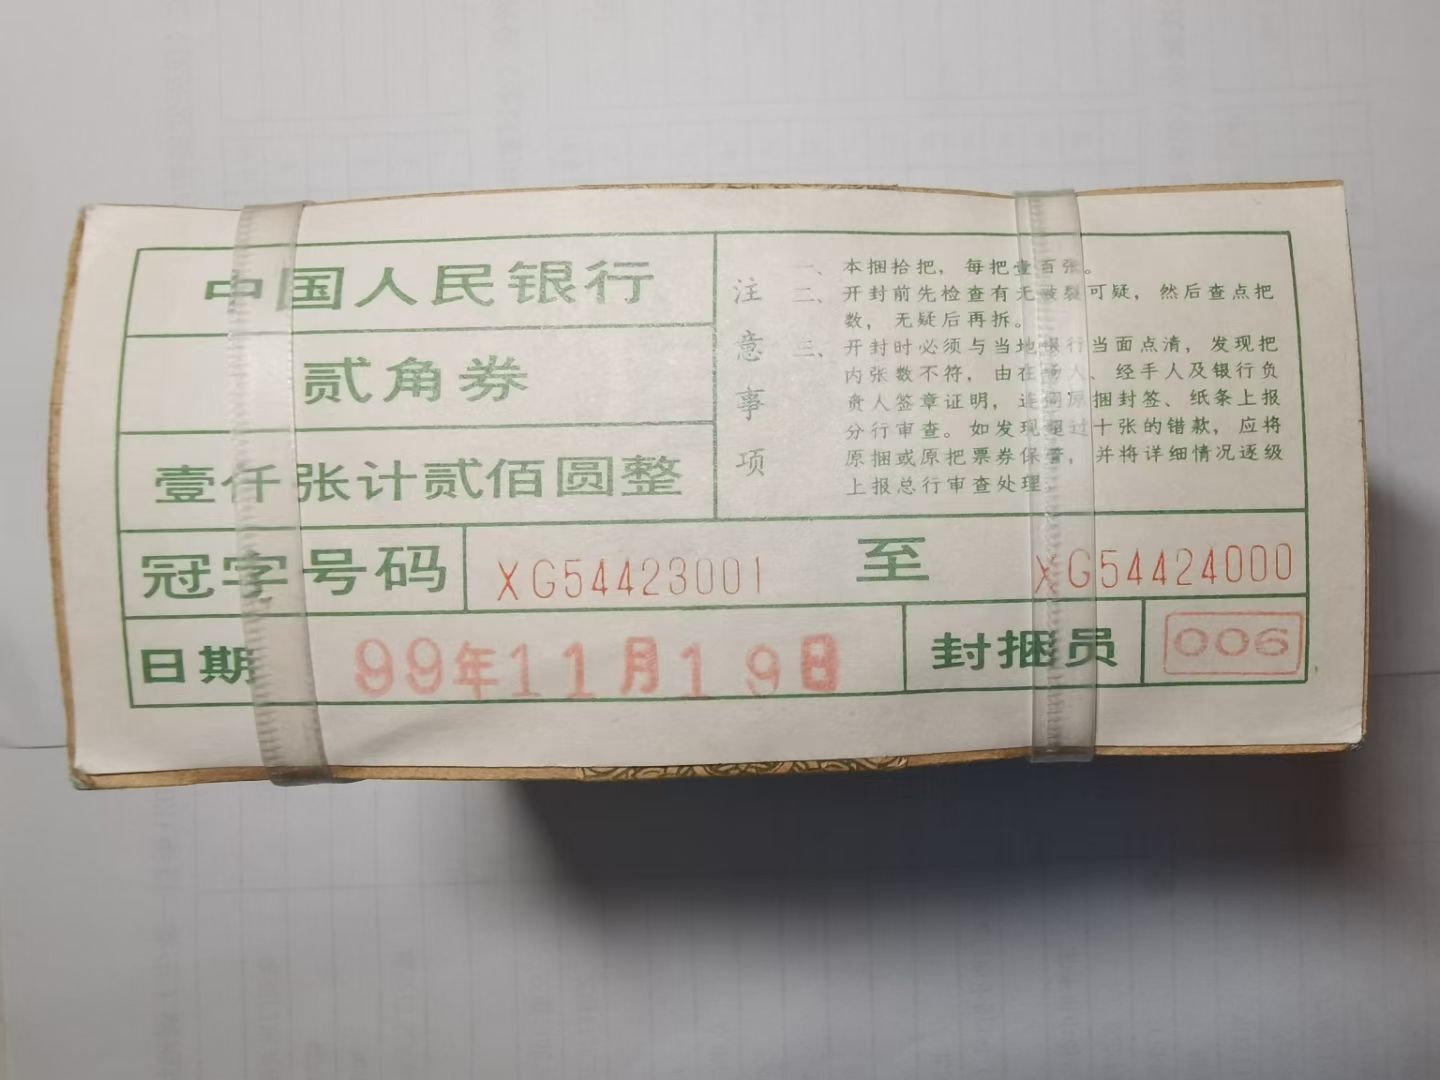 中国人民银行
贰角券
壹仟张计贰佰圆整
注意事项
一、本捆拾把，每把壹百张。
二、开封前先检查有无破裂可疑，然后查点把
数，无疑后再拆。
三、开封时必须与当地银行当面点清，发现把
内张数不符，由在场人、经手人及银行负
责人签章证明，连同原捆封签、纸条上报
分行审查。如发现超过十张的错款，应将
原捆或原把票券保管，并将详细情况逐级
上报总行审查处理。
冠字号码 XG54423001 至 XG54424000
日期 99年11月19日 封捆员 006